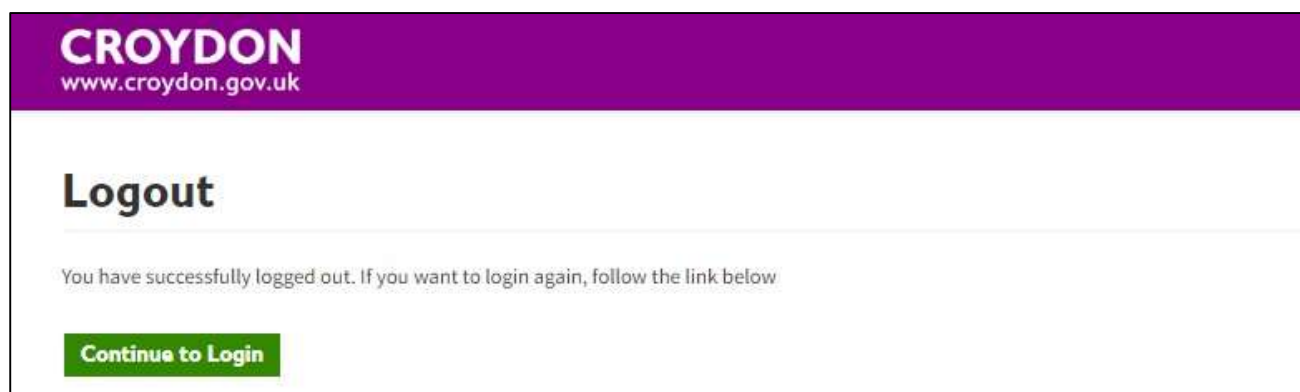 CROYDON
www.croydon.gov.uk
Logout
You have successfully logged out. If you want to login again, follow the link below
Continue to Login